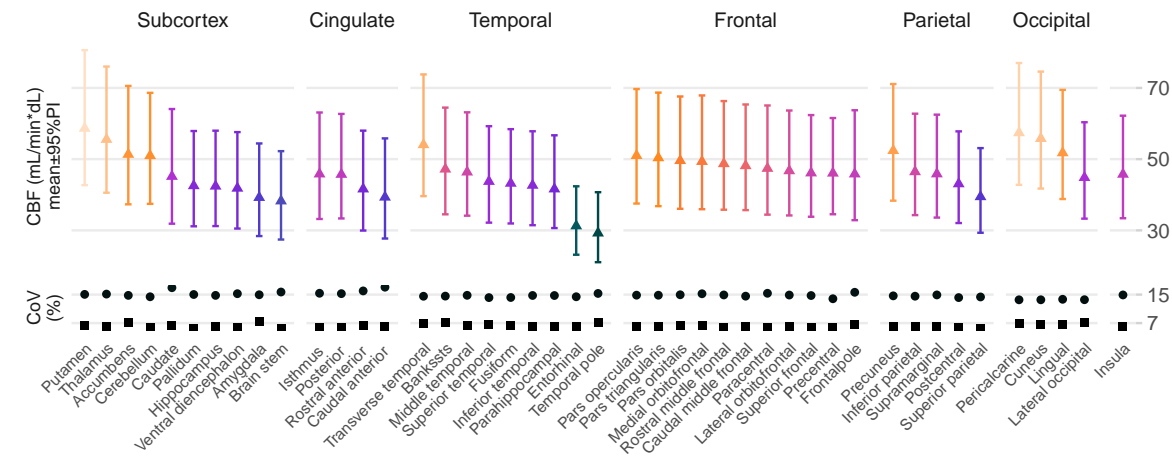 Subcortex Cingulate Temporal Frontal Parietal Occipital
CBF (mL/min*dL)
mean±95%PI
70
50
30
CoV
(%)
15
7
Putamen
Thalamus
Accumbens
Cerebellum
Caudate
Pallidum
Hippocampus
Ventral diencephalon
Amygdala
Brain stem
Isthmus
Posterior
Rostral anterior
Caudal anterior
Transverse temporal
Bankssts
Middle temporal
Superior temporal
Fusiform
Inferior temporal
Parahippocampal
Entorhinal
Temporal pole
Pars opercularis
Pars triangularis
Pars orbitalis
Medial orbitofrontal
Rostral middle frontal
Caudal middle frontal
Paracentral
Lateral orbitofrontal
Superior frontal
Precentral
Frontalpole
Precuneus
Inferior parietal
Supramarginal
Postcentral
Superior parietal
Pericalcarine
Cuneus
Lingual
Lateral occipital
Insula